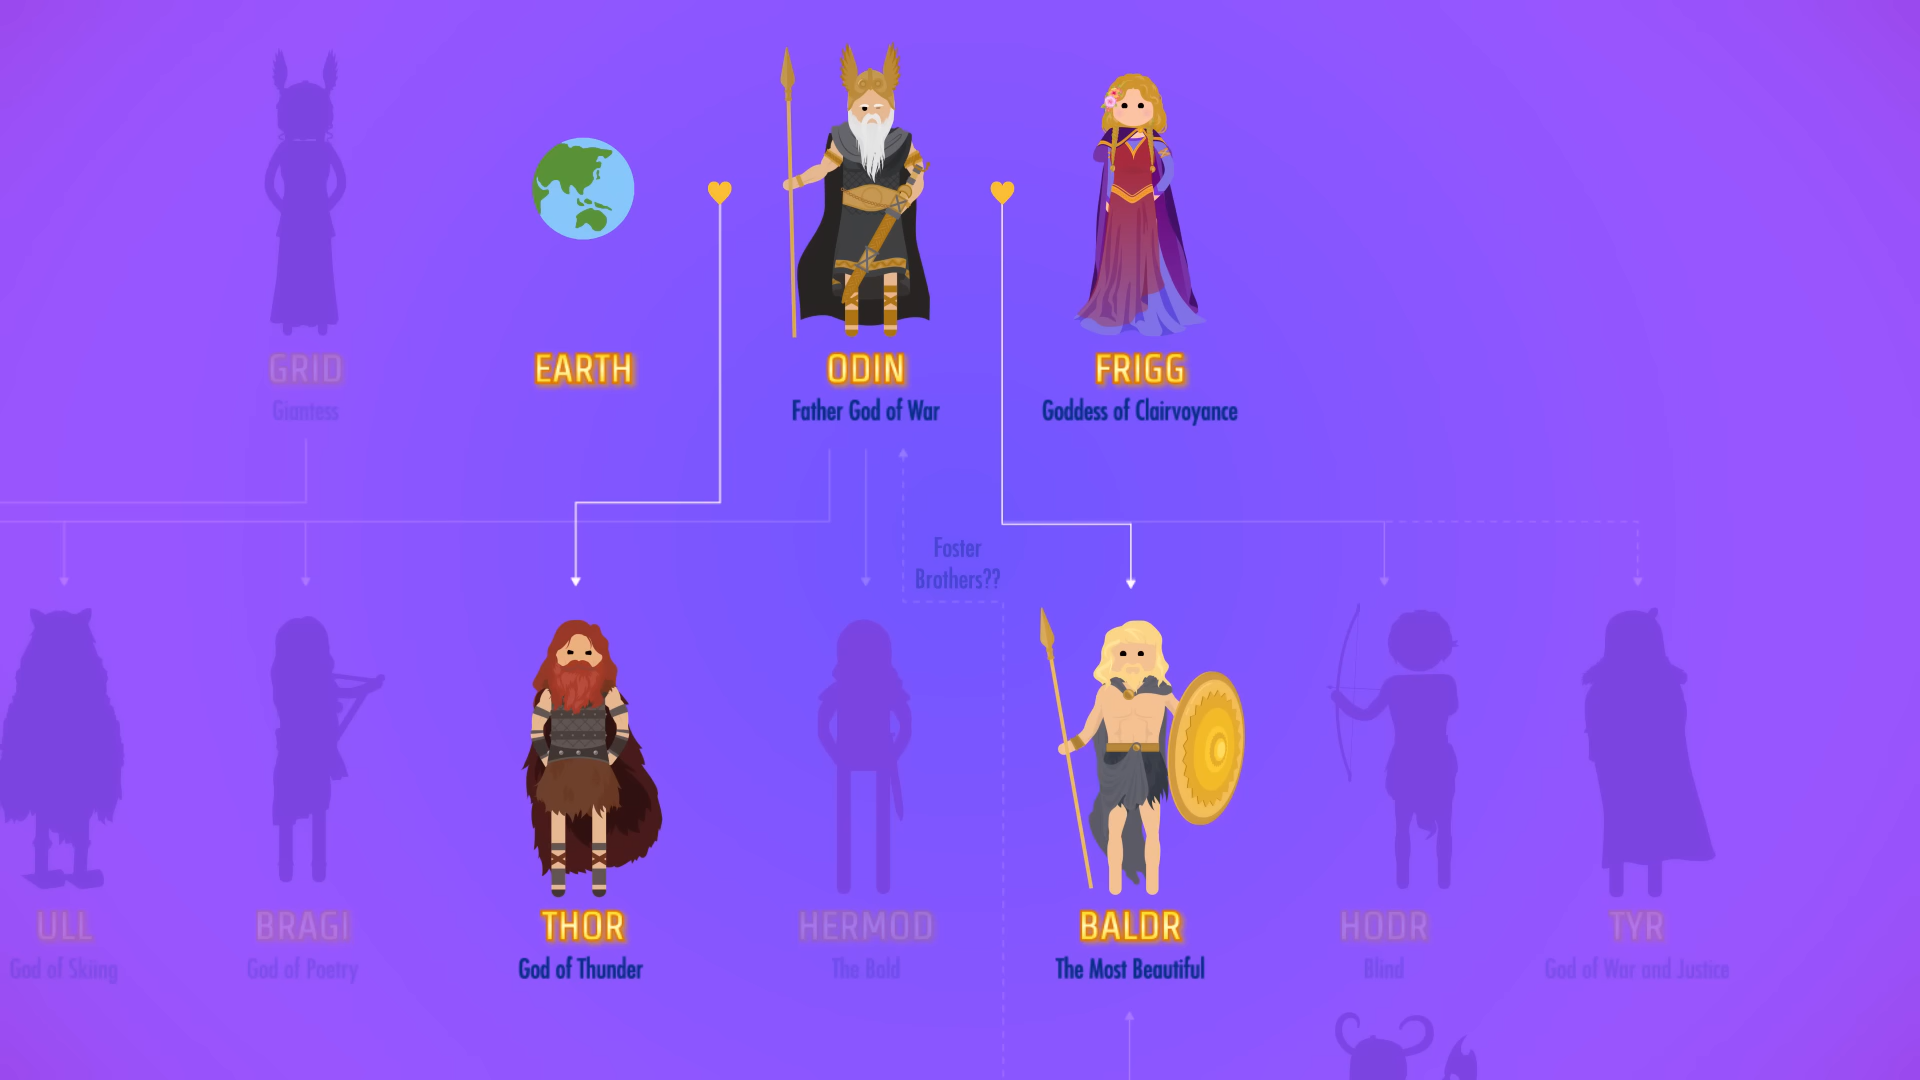 GRID
Giantess
EARTH
ODIN
Father God of War
FRIGG
Goddess of Clairvoyance
Foster
Brothers??
ULL
God of Skiing
BRAGI
God of Poetry
THOR
God of Thunder
HERMOD
The Bold
BALDR
The Most Beautiful
HODR
Blind
TYR
God of War and Justice